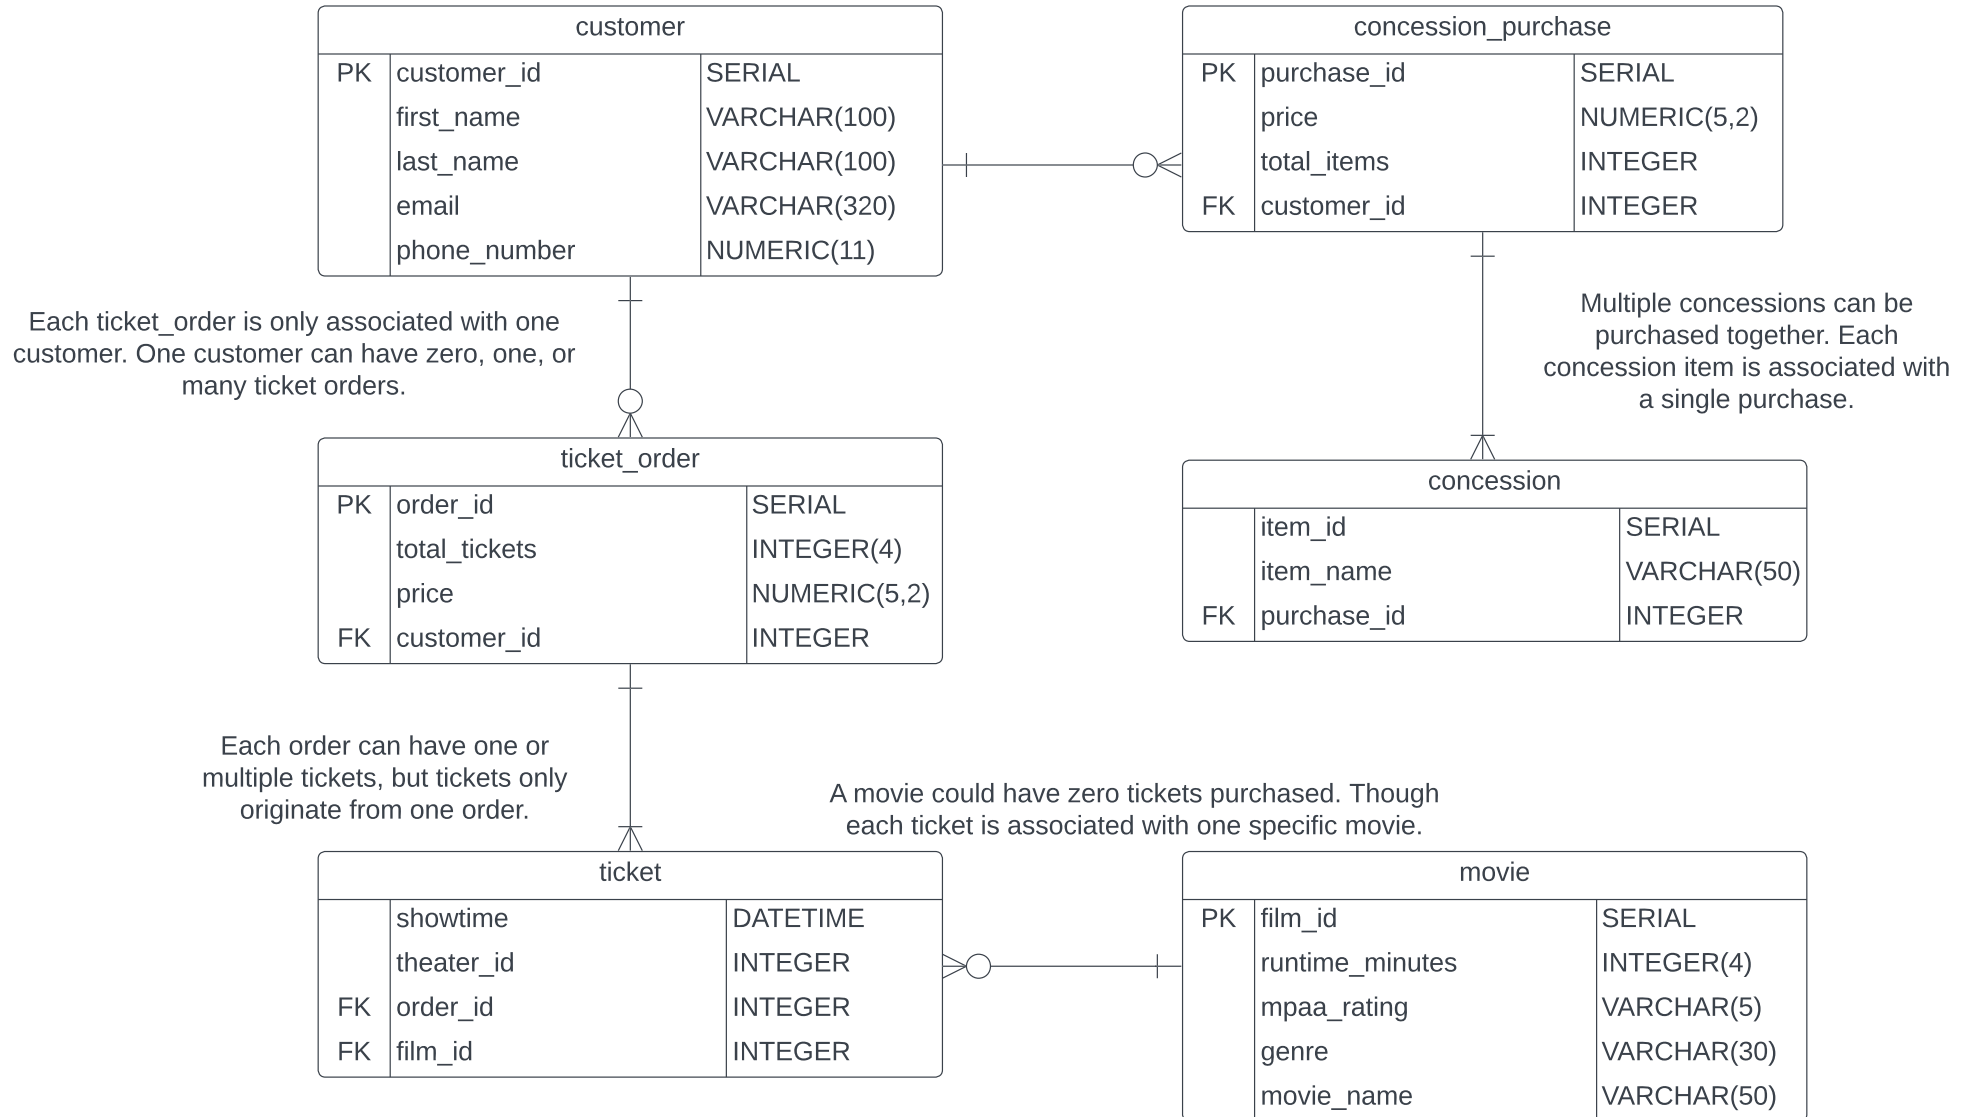 customer
PK customer_id SERIAL
first_name VARCHAR(100)
last_name VARCHAR(100)
email VARCHAR(320)
phone_number NUMERIC(11)
concession_purchase
PK purchase_id SERIAL
price NUMERIC(5,2)
total_items INTEGER
FK customer_id INTEGER
Each ticket_order is only associated with one
customer. One customer can have zero, one, or
many ticket orders.
Multiple concessions can be
purchased together. Each
concession item is associated with
a single purchase.
ticket_order
PK order_id SERIAL
total_tickets INTEGER(4)
price NUMERIC(5,2)
FK customer_id INTEGER
concession
item_id SERIAL
item_name VARCHAR(50)
FK purchase_id INTEGER
Each order can have one or
multiple tickets, but tickets only
originate from one order.
A movie could have zero tickets purchased. Though
each ticket is associated with one specific movie.
ticket
showtime DATETIME
theater_id INTEGER
FK order_id INTEGER
FK film_id INTEGER
movie
PK film_id SERIAL
runtime_minutes INTEGER(4)
mpaa_rating VARCHAR(5)
genre VARCHAR(30)
movie_name VARCHAR(50)